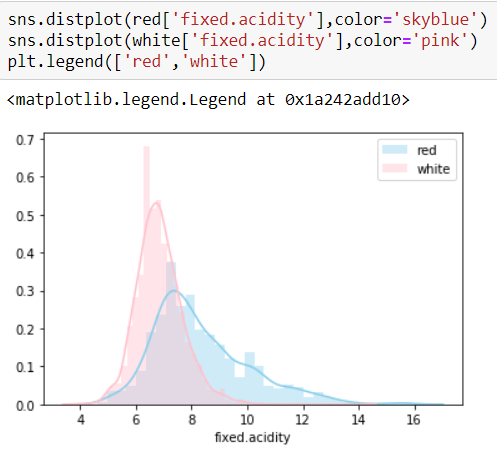 sns.distplot(red['fixed.acidity'],color='skyblue')
sns.distplot(white['fixed.acidity'],color='pink')
plt.legend(['red','white'])
<matplotlib.legend.Legend at 0x1a242add10>
0.7
red
white
0.6
0.5
0.4
0.3
0.2
0.1
0.0
4 6 8 10 12 14 16
fixed.acidity